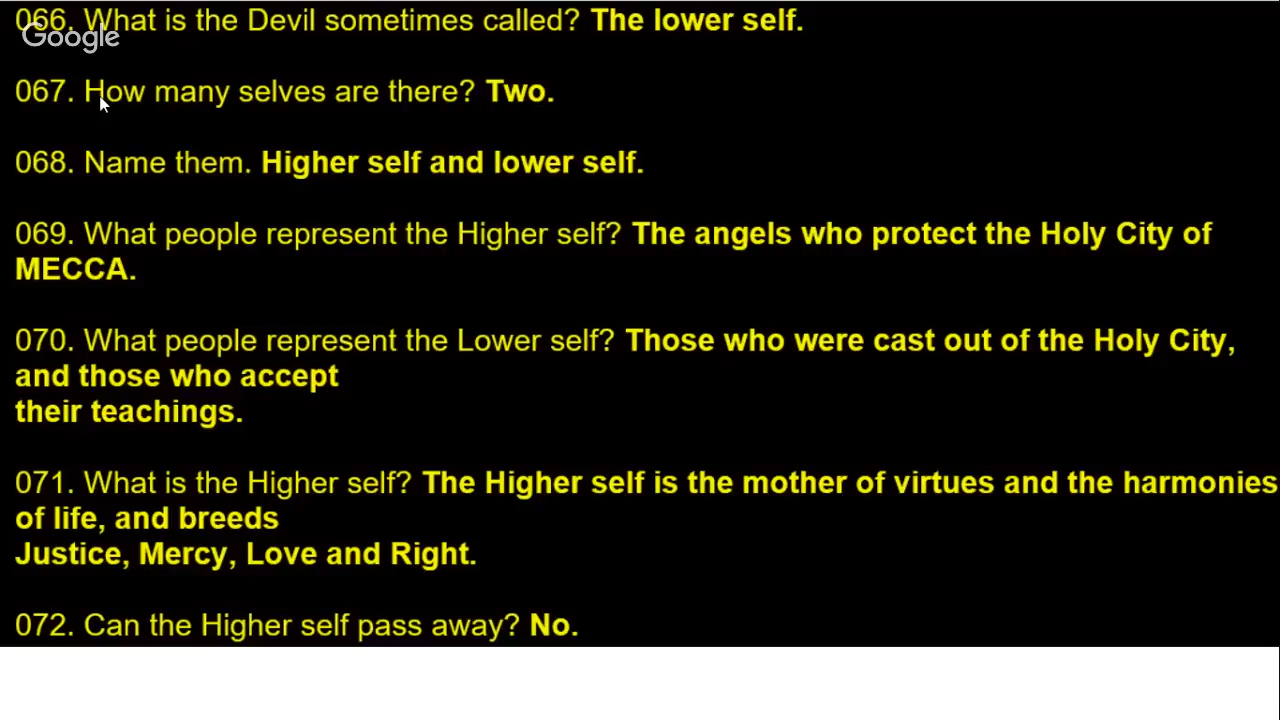 066. What is the Devil sometimes called? The lower self.
Google
067. How many selves are there? Two.
068. Name them. Higher self and lower self.
069. What people represent the Higher self? The angels who protect the Holy City of
MECCA.
070. What people represent the Lower self? Those who were cast out of the Holy City,
and those who accept
their teachings.
071. What is the Higher self? The Higher self is the mother of virtues and the harmonies
of life, and breeds
Justice, Mercy, Love and Right.
072. Can the Higher self pass away? No.